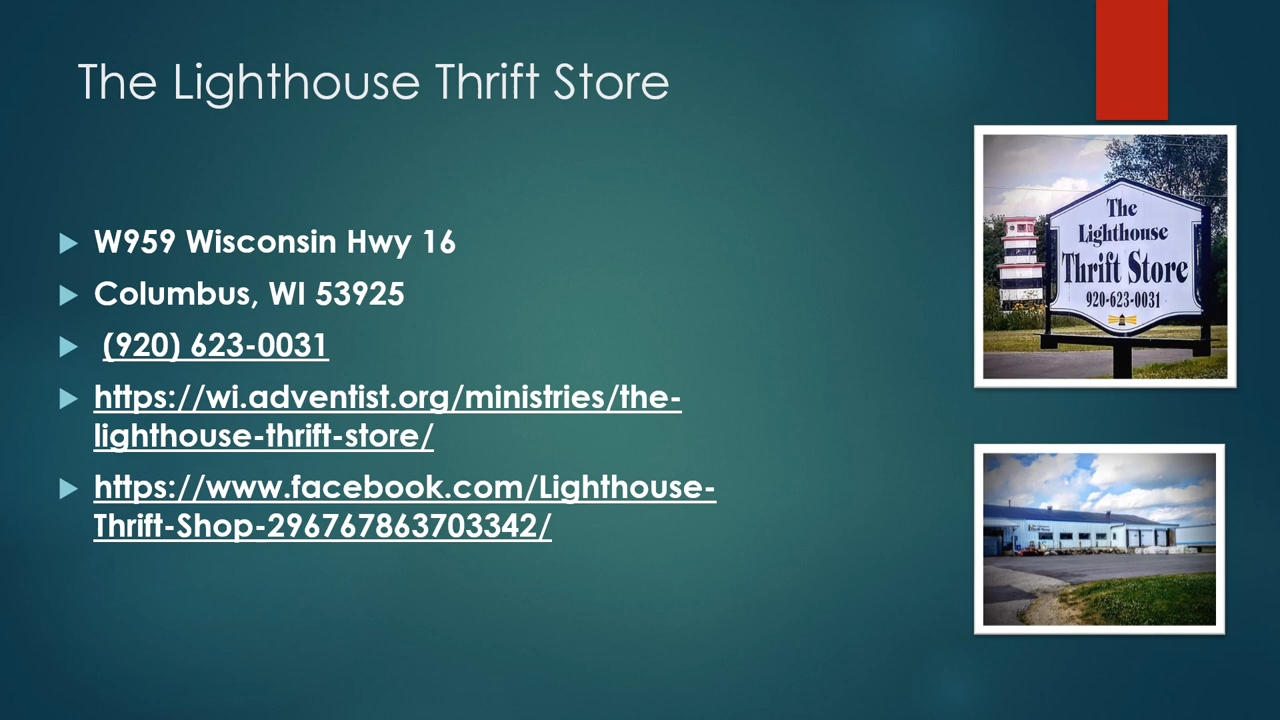 The Lighthouse Thrift Store
W959 Wisconsin Hwy 16
Columbus, WI 53925
(920) 623-0031
https://wi.adventist.org/ministries/the-
lighthouse-thrift-store/
https://www.facebook.com/Lighthouse-
Thrift-Shop-296767863703342/
The
Lighthouse
Thrift Store
920-623-0031